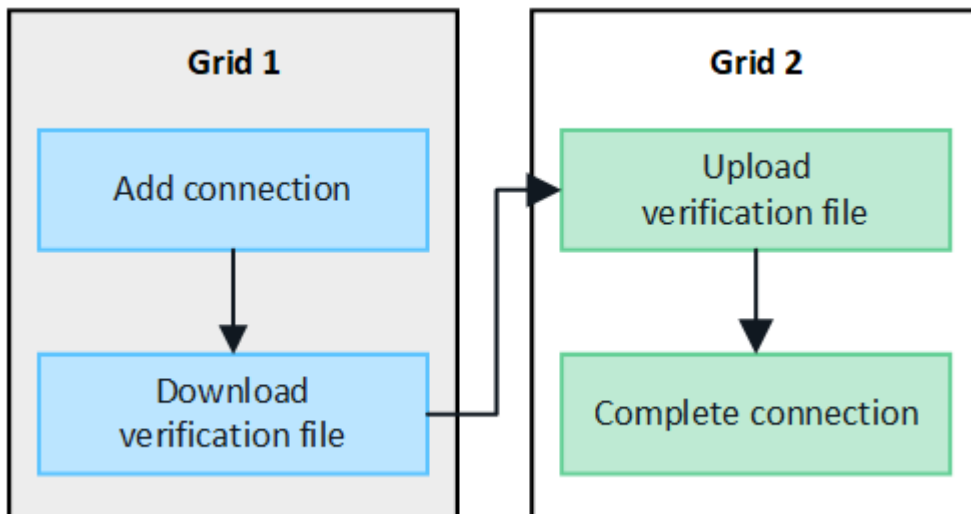 Grid 1
Add connection
Download
verification file
Grid 2
Upload
verification file
Complete connection